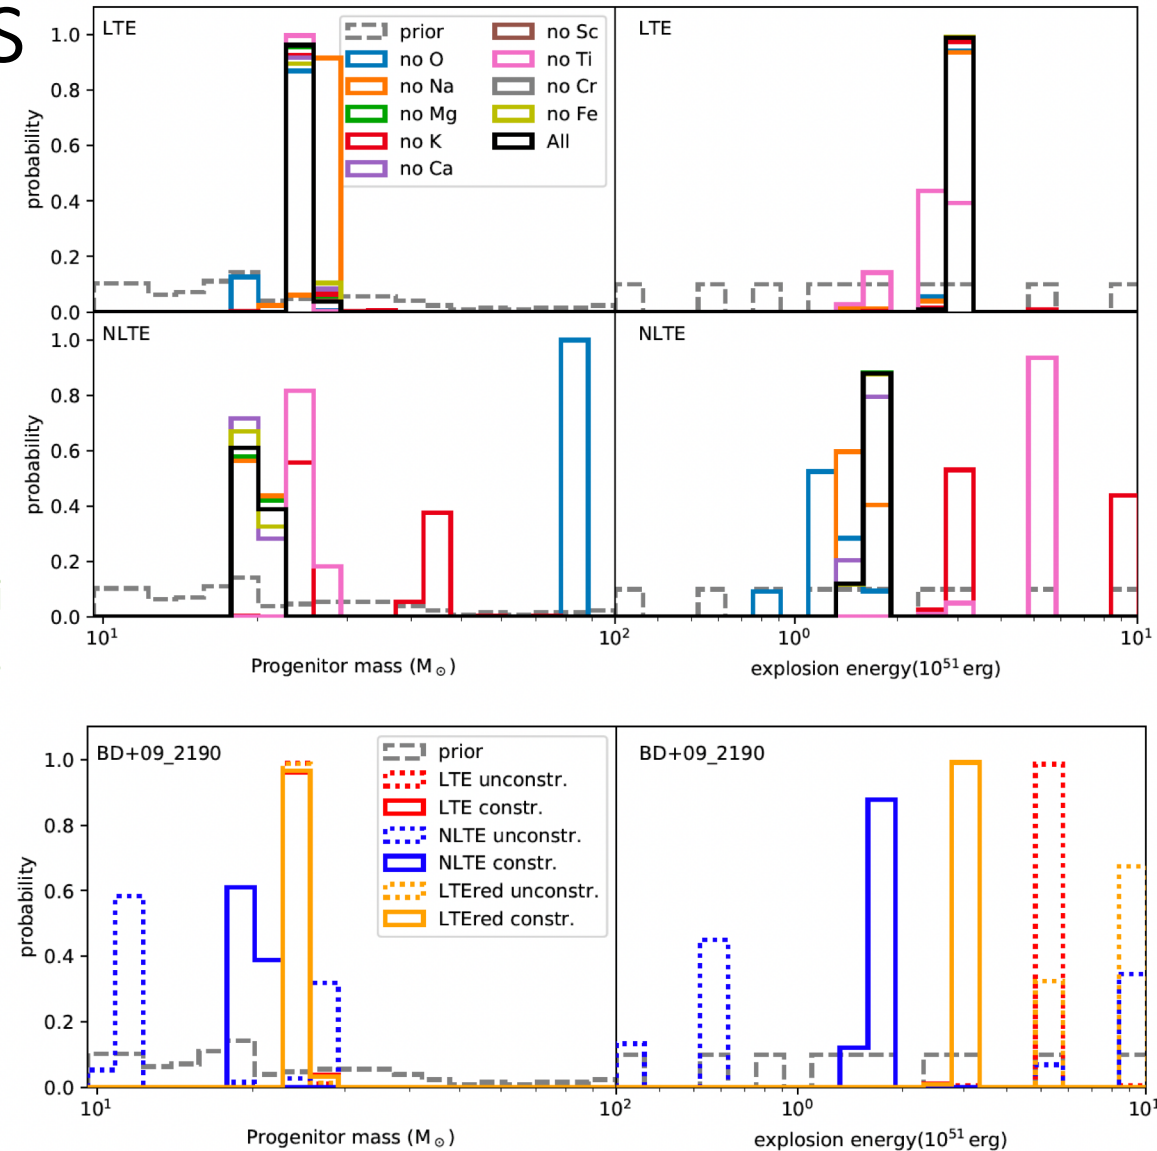 S
LTE
prior
no O
no Na
no Mg
no K
no Ca
no Sc
no Ti
no Cr
no Fe
All
LTE
probability
1.0
0.8
0.6
0.4
0.2
0.0
NLTE
NLTE
probability
1.0
0.8
0.6
0.4
0.2
0.0
10¹
10²
10⁰
10¹
Progenitor mass (M⊙)
explosion energy(10⁵¹ erg)
BD+09_2190
prior
LTE unconstr.
LTE constr.
NLTE unconstr.
NLTE constr.
LTEred unconstr.
LTEred constr.
BD+09_2190
probability
1.0
0.8
0.6
0.4
0.2
0.0
10¹
10²
10⁰
10¹
Progenitor mass (M⊙)
explosion energy(10⁵¹ erg)